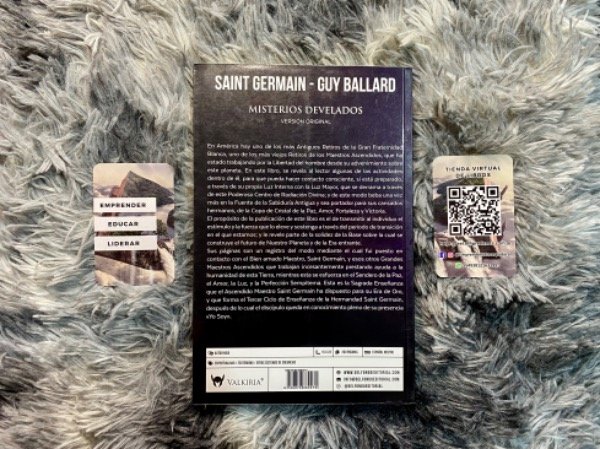 SAINT GERMAIN - GUY BALLARD
MISTERIOS DEVELADOS
VERSIÓN ORIGINAL
En América hay uno de los más Antiguos Retiros de la Gran Fraternidad
Blanca, uno de los más viejos Retiros de los Maestros Ascendidos, que ha
estado trabajando por la Libertad del hombre desde su advenimiento sobre
este planeta. En este libro, se revela al lector algunas de las actividades
dentro de él, para que pueda hacer contacto consciente, si está preparado,
a través de su propia Luz Interna con la Luz Mayor, que se derrama a través
de este Poderoso Centro de Radiación Divina; y de este modo beba una vez
más en la Fuente de la Sabiduría Antigua y sea portador para sus cansados
hermanos, de la Copa de Cristal de la Paz, Amor, Fortaleza y Victoria.
El propósito de la publicación de este libro es el de transmitir al individuo el
estímulo y la fuerza que lo eleve y sostenga a través del período de transición
en el que estamos; y le revele parte de la solidez de la Base sobre la cual se
construye el futuro de Nuestro Planeta y de la Era entrante.
Sus páginas son un registro del modo mediante el cual fui puesto en
contacto con el Bien amado Maestro, Saint Germain, y esos otros Grandes
Maestros Ascendidos que trabajan incesantemente prestando ayuda a la
humanidad de esta Tierra, mientras esta se esfuerza en el Sendero de la Paz,
el Amor, la Luz, y la Perfección Sempiterna. Esta es la Sagrada Enseñanza
que el Ascendido Maestro Saint Germain ha dispuesto para su Era de Oro,
y que forma el Tercer Ciclo de Enseñanza de la Hermandad Saint Germain,
después de lo cual el discípulo queda en conocimiento pleno de su presencia
«Yo Soy».
VALKIRIA
EMPRENDER
EDUCAR
LIDERAR
TIENDA VIRTUAL